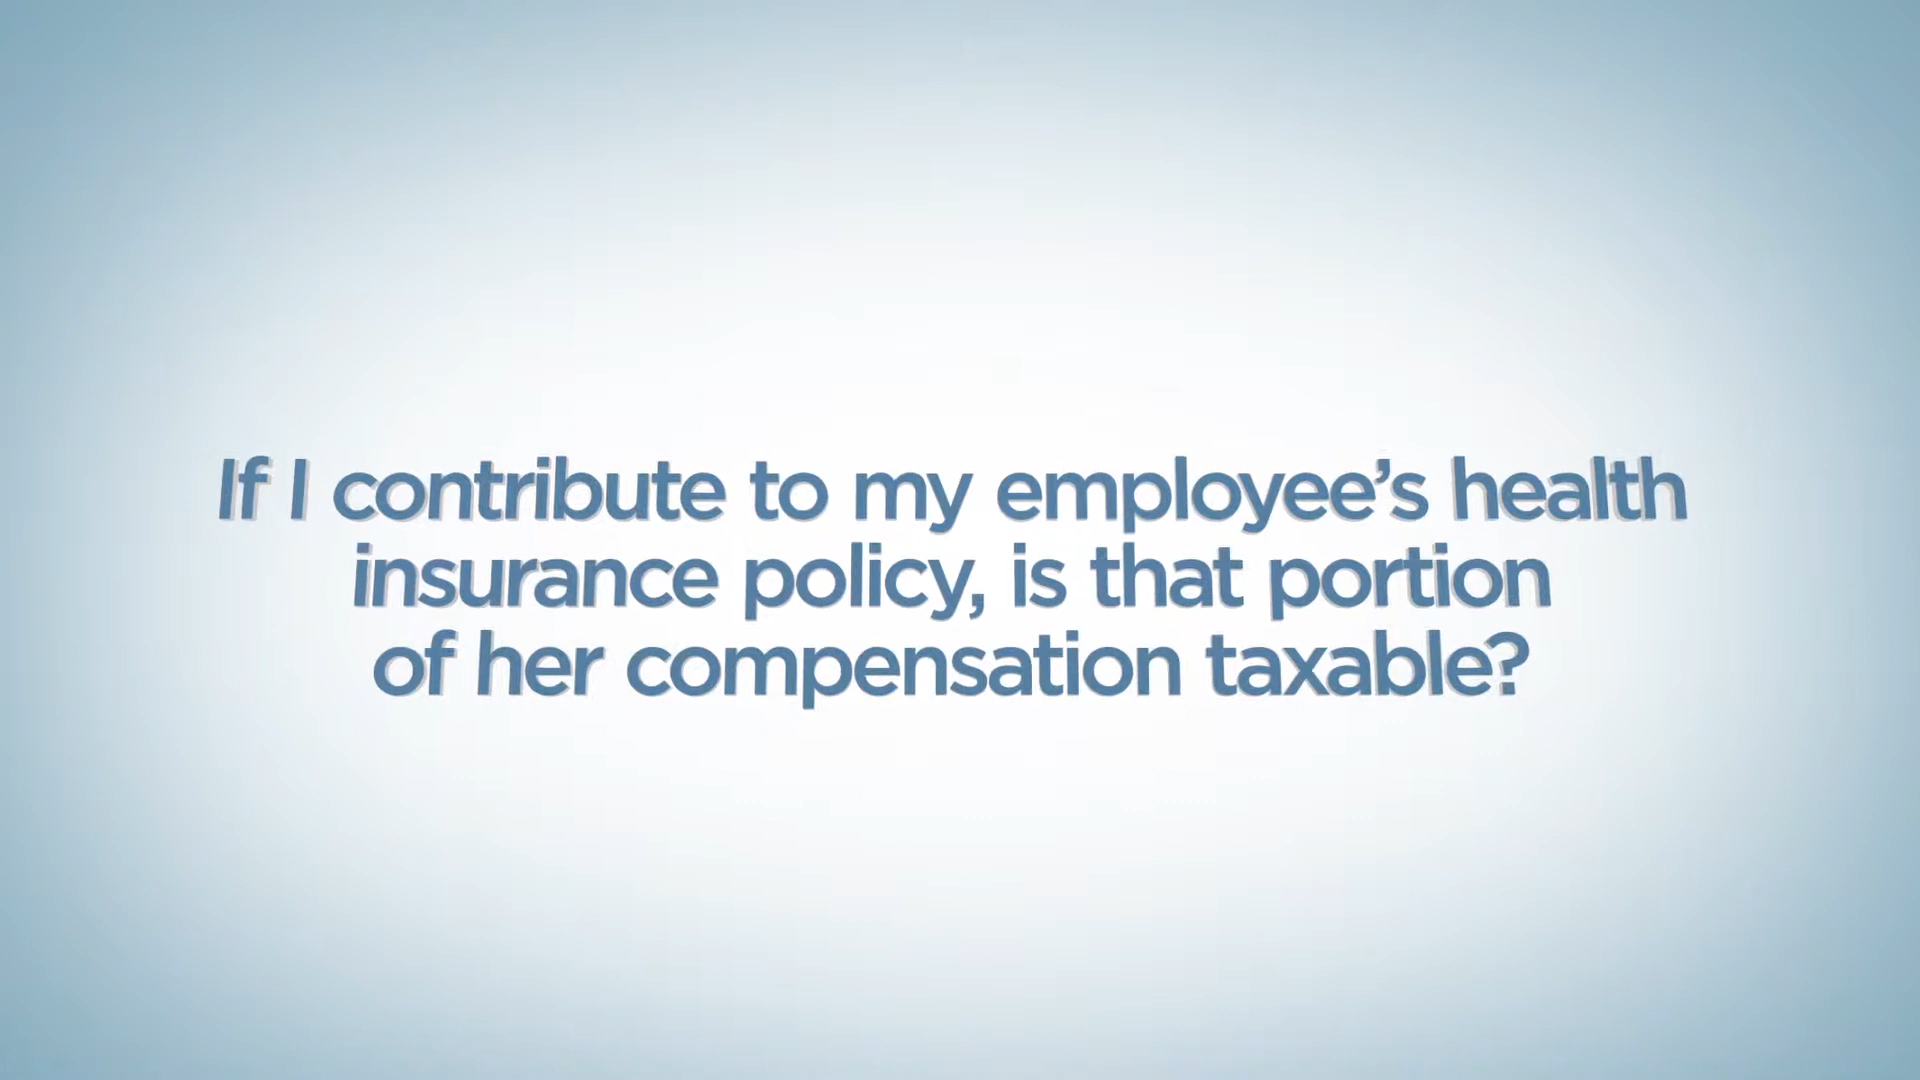 If I contribute to my employee’s health
insurance policy, is that portion
of her compensation taxable?